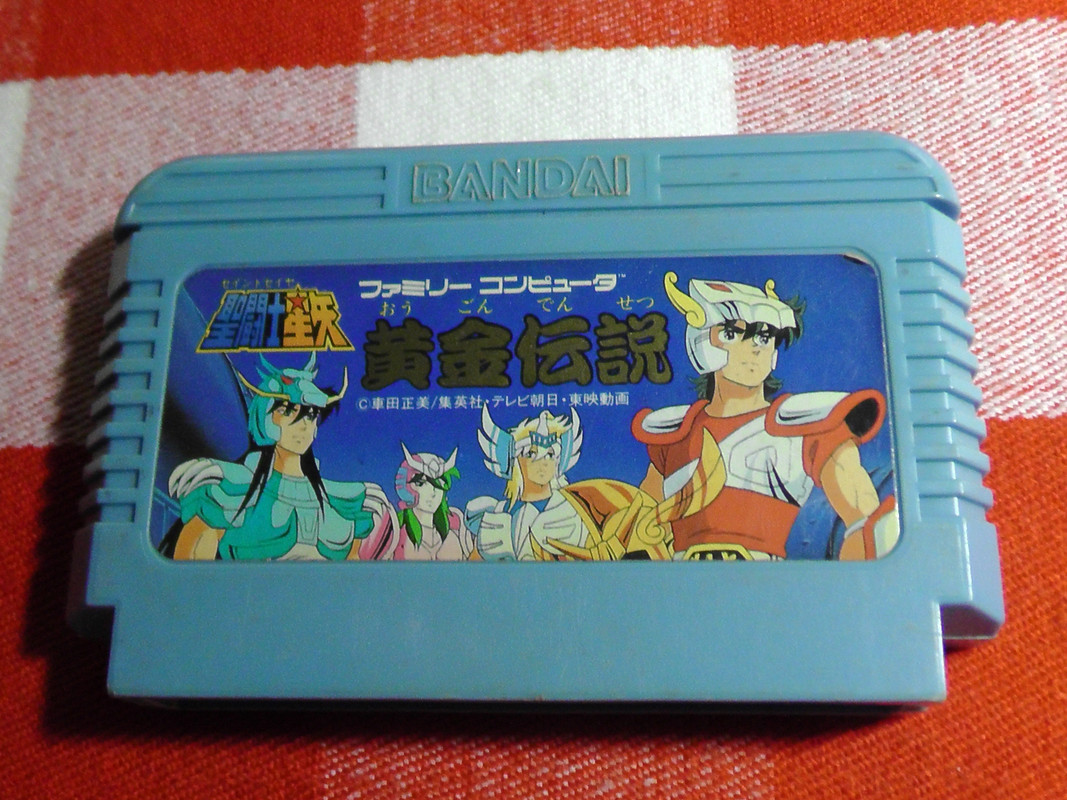 BANDAI
セイントセイヤ
聖闘士星矢
ファミリー コンピュータ™
おう ごん でん せつ
黄金伝説
©車田正美/集英社・テレビ朝日・東映動画